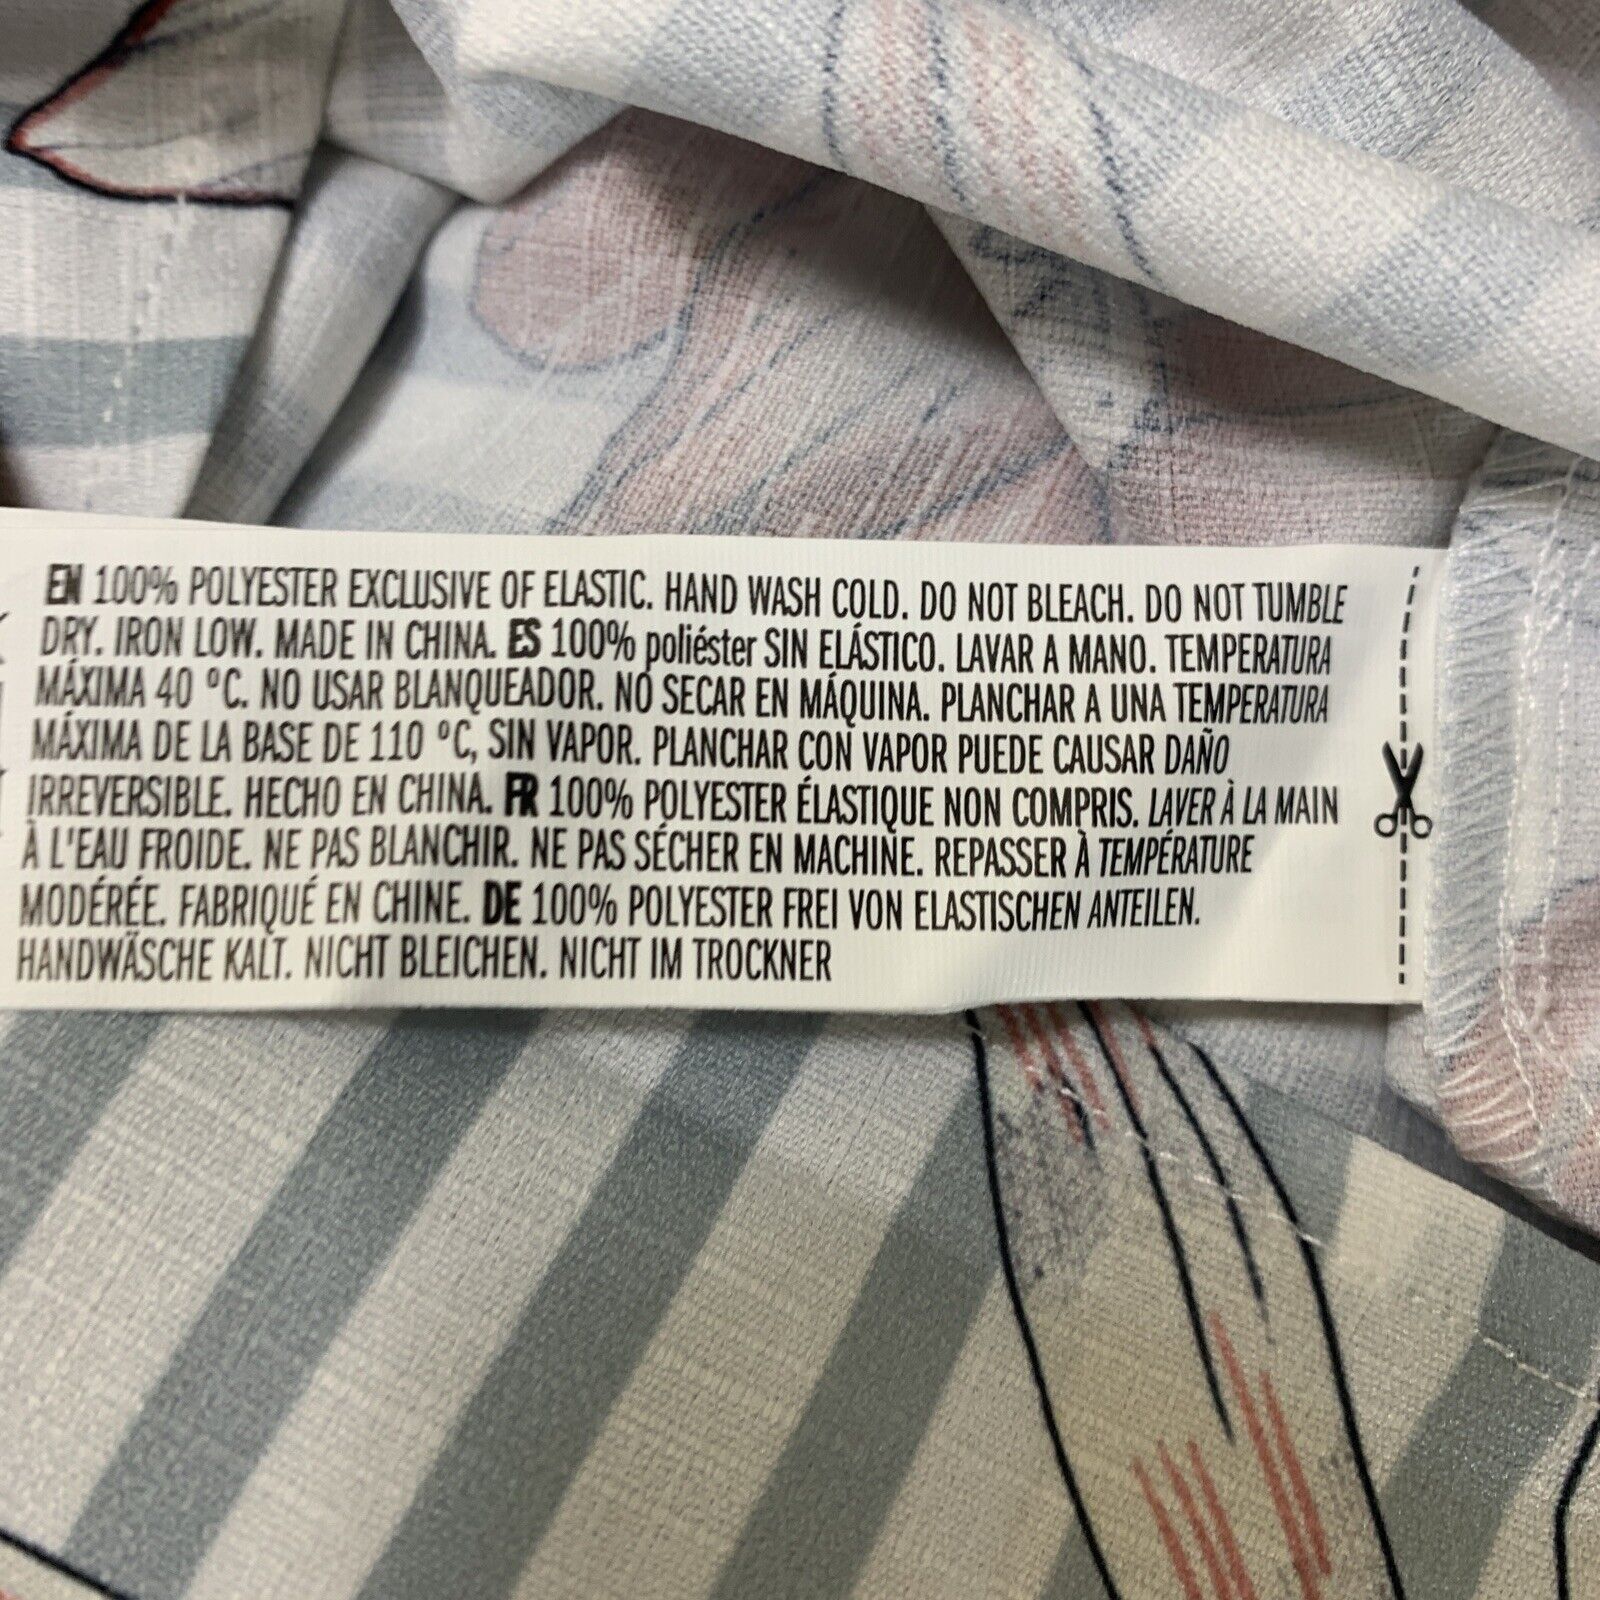 EN 100% POLYESTER EXCLUSIVE OF ELASTIC. HAND WASH COLD. DO NOT BLEACH. DO NOT TUMBLE
DRY. IRON LOW. MADE IN CHINA. ES 100% poliéster SIN ELÁSTICO. LAVAR A MANO. TEMPERATURA
MÁXIMA 40 °C. NO USAR BLANQUEADOR. NO SECAR EN MÁQUINA. PLANCHAR A UNA TEMPERATURA
MÁXIMA DE LA BASE DE 110 °C, SIN VAPOR. PLANCHAR CON VAPOR PUEDE CAUSAR DAÑO
IRREVERSIBLE. HECHO EN CHINA. FR 100% POLYESTER ÉLASTIQUE NON COMPRIS. LAVER À LA MAIN
À L'EAU FROIDE. NE PAS BLANCHIR. NE PAS SÉCHER EN MACHINE. REPASSER À TEMPÉRATURE
MODÉRÉE. FABRIQUÉ EN CHINE. DE 100% POLYESTER FREI VON ELASTISCHEN ANTEILEN.
HANDWÄSCHE KALT. NICHT BLEICHEN. NICHT IM TROCKNER